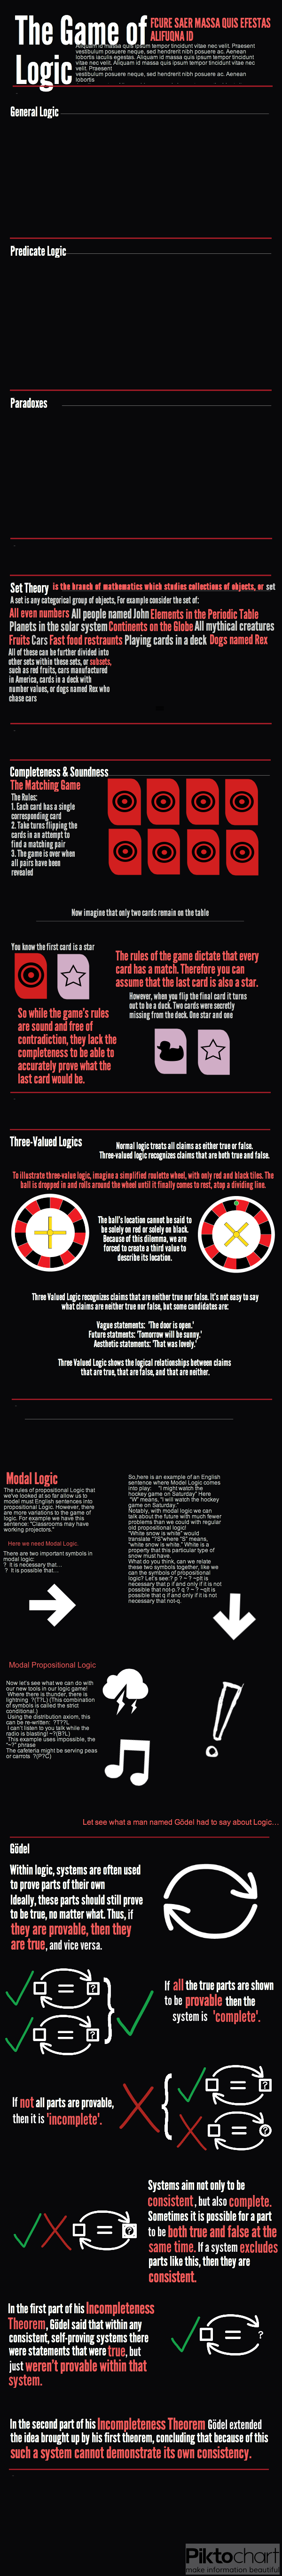 The Game of
Logic
FCURE SAER MASSA QUIS EFESTAS
ALIFUQNA ID
Aliquam id massa quis ipsum tempor tincidunt vitae nec velit. Praesent
vestibulum posuere neque, sed hendrerit nibh posuere ac. Aenean
lobortis iaculis egestas. Aliquam id massa quis ipsum tempor tincidunt
vitae nec velit. Aliquam id massa quis ipsum tempor tincidunt vitae nec
velit. Praesent
vestibulum posuere neque, sed hendrerit nibh posuere ac. Aenean
lobortis
General Logic
Predicate Logic
Paradoxes
Set Theory is the branch of mathematics which studies collections of objects, or set
A set is any categorical group of objects, For example consider the set of:
All even numbers All people named John Elements in the Periodic Table
Planets in the solar system Continents on the Globe All mythical creatures
Fruits Cars Fast food restraunts Playing cards in a deck Dogs named Rex
All of these can be further divided into
other sets within these sets, or subsets,
such as red fruits, cars manufactured
in America, cards in a deck with
number values, or dogs named Rex who
chase cars
Completeness & Soundness
The Matching Game
The Rules:
1. Each card has a single
corresponding card
2. Take turns flipping the
cards in an attempt to
find a matching pair
3. The game is over when
all pairs have been
revealed
Now imagine that only two cards remain on the table
You know the first card is a star
The rules of the game dictate that every
card has a match. Therefore you can
assume that the last card is also a star.
However, when you flip the final card it turns
out to be a duck. Two cards were secretly
missing from the deck. One star and one
So while the game's rules
are sound and free of
contradiction, they lack the
completeness to be able to
accurately prove what the
last card would be.
Three-Valued Logics
Normal logic treats all claims as either true or false.
Three-valued logic recognizes claims that are both true and false.
To illustrate three-value logic, imagine a simplified roulette wheel, with only red and black tiles. The
ball is dropped in and rolls around the wheel until it finally comes to rest, atop a dividing line.
The ball's location cannot be said to
be solely on red or solely on black.
Because of this dilemma, we are
forced to create a third value to
describe its location.
Three Valued Logic recognizes claims that are neither true nor false. It's not easy to say
what claims are neither true nor false, but some candidates are:
Vague statements: 'The door is open.'
Future statements: 'Tomorrow will be sunny.'
Aesthetic statements: 'That was lovely.'
Three Valued Logic shows the logical relationships between claims
that are true, that are false, and that are neither.
Modal Logic
The rules of propositional Logic that
we've looked at so far allow us to
model must English sentences into
propositional Logic. However, there
are more variations to the game of
logic. For example we have this
sentence: "Classrooms may have
working projectors."
Here we need Modal Logic.
There are two important symbols in
modal logic:
? It is necessary that…
? It is possible that…
So,here is an example of an English
sentence where Model Logic comes
into play: "I might watch the
hockey game on Saturday" Here
"W" means, "I will watch the hockey
game on Saturday."
Notably, with modal logic we can
talk about the future with much fewer
problems than we could with regular
old propositional logic!
"White snow is white" would
translate "?S"where "S" means,
"white snow is white." White is a
property that this particular type of
snow must have.
What do you think, can we relate
these two symbols together, like we
can the symbols of propositional
logic? Let's see:? p ? ~ ? ~pIt is
necessary that p if and only if it is not
possible that not-p.? q ? ~ ? ~qIt is
possible that q if and only if it is not
necessary that not-q.
Modal Propositional Logic
Now let's see what we can do with
our new tools in our logic game!
Where there is thunder, there is
lightning ?(T?L) (This combination
of symbols is called the strict
conditional.)
Using the distribution axiom, this
can be re-written: ?T??L
I can't listen to you talk while the
radio is blasting! ~?(B?L)
This example uses impossible, the
"~?" phrase
The cafeteria might be serving peas
or carrots ?(P?C)
Let see what a man named Gödel had to say about Logic…
Gödel
Within logic, systems are often used
to prove parts of their own
Ideally, these parts should still prove
to be true, no matter what. Thus, if
they are provable, then they
are true, and vice versa.
If all the true parts are shown
to be provable then the
system is 'complete'.
If not all parts are provable,
then it is 'incomplete'.
Systems aim not only to be
consistent, but also complete.
Sometimes it is possible for a part
to be both true and false at the
same time. If a system excludes
parts like this, then they are
consistent.
In the first part of his Incompleteness
Theorem, Gödel said that within any
consistent, self-proving systems there
were statements that were true, but
just weren't provable within that
system.
In the second part of his Incompleteness Theorem Gödel extended
the idea brought up by his first theorem, concluding that because of this
such a system cannot demonstrate its own consistency.
Piktochart
make information beautiful